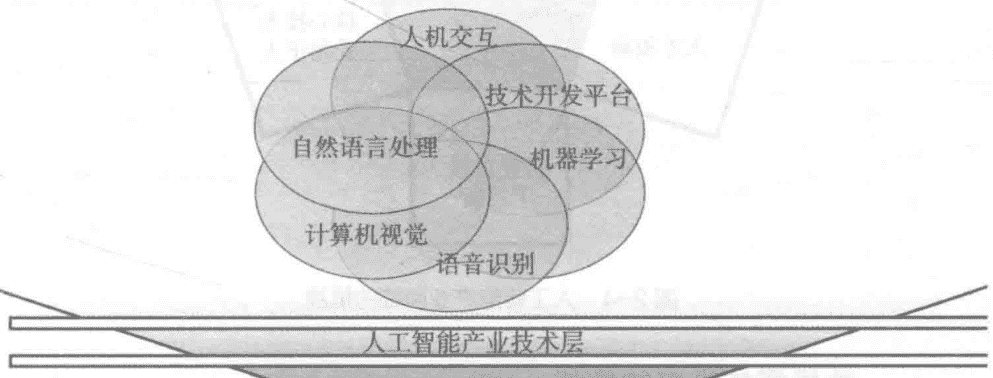 人机交互
技术开发平台
自然语言处理
机器学习
计算机视觉
语音识别
人工智能产业技术层